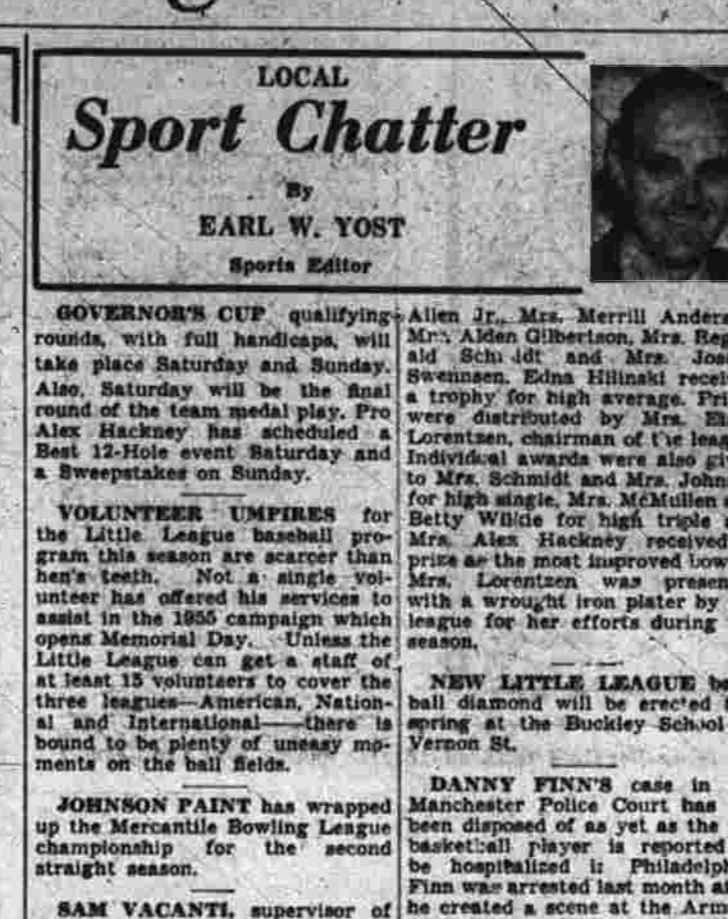 LOCAL
Sport Chatter
By
EARL W. YOST
Sports Editor
GOVERNOR'S CUP qualifying
rounds, with full handicaps, will
take place Saturday and Sunday.
Also, Saturday will be the final
round of the team medal play. Pro
Alex Hackney has scheduled a
Best 12-Hole event Saturday and
a Sweepstakes on Sunday.
VOLUNTEER UMPIRES for
the Little League baseball pro-
gram this season are scarcer than
hen's teeth. Not a single vol-
unteer has offered his services to
assist in the 1955 campaign which
opens Memorial Day. Unless the
Little League can get a staff of
at least 15 volunteers to cover the
three leagues—American, Nation-
al and International—there is
bound to be plenty of uneasy mo-
ments on the ball fields.
JOHNSON PAINT has wrapped
up the Mercantile Bowling League
championship for the second
straight season.
SAM VACANTI, supervisor of
Allen Jr., Mrs. Merrill Anders
Mrs. Alden Gilbertson, Mrs. Reg
ald Schmidt and Mrs. Jos
Swennsen. Edna Hilinski recei
a trophy for high average. Pri
were distributed by Mrs.
Lorentzen, chairman of the leag
Individual awards were also gi
to Mrs. Schmidt and Mrs. John
for high single, Mrs. McMullen
Betty Wilkie for high triple
Mrs. Alex Hackney received
prize as the most improved bow
Mrs. Lorentzen was presen
with a wrought iron plater by
league for her efforts during
season.
NEW LITTLE LEAGUE b
ball diamond will be erected
spring at the Buckley School
Vernon St.
DANNY FINN'S case in
Manchester Police Court has
been disposed of as yet as the
basketball player is reported
be hospitalized in Philadelp
Finn was arrested last month a
he created a scene at the Arm